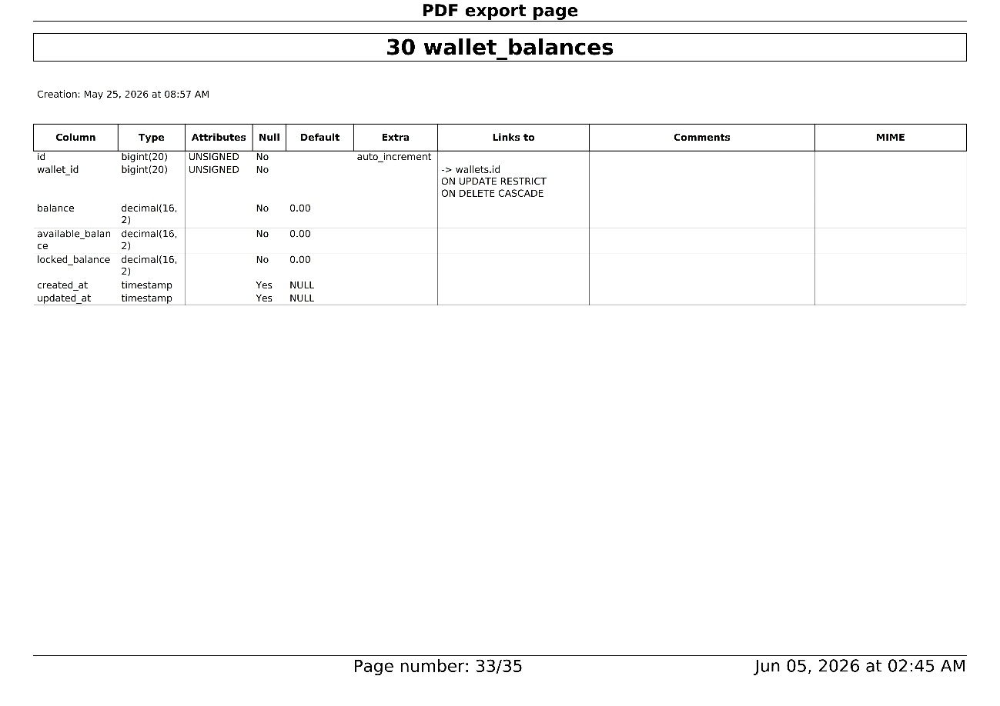 PDF export page
30 wallet_balances
Creation: May 25, 2026 at 08:57 AM
Column Type Attributes Null Default Extra Links to Comments MIME
id bigint(20) UNSIGNED No auto_increment
wallet_id bigint(20) UNSIGNED No -> wallets.id
ON UPDATE RESTRICT
ON DELETE CASCADE
balance decimal(16, No 0.00
2)
available_balan decimal(16, No 0.00
ce 2)
locked_balance decimal(16, No 0.00
2)
created_at timestamp Yes NULL
updated_at timestamp Yes NULL
Page number: 33/35 Jun 05, 2026 at 02:45 AM